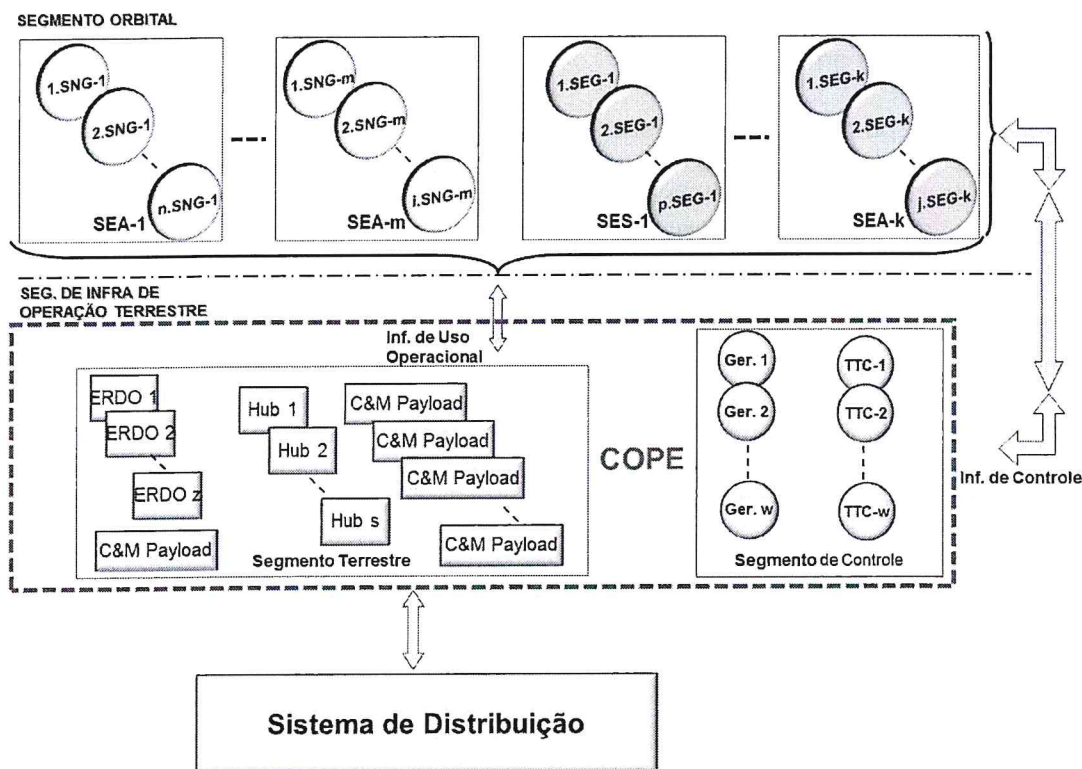 SEGMENTO ORBITAL
1.SNG-1
2.SNG-1
n.SNG-1
SEA-1
1.SNG-m
2.SNG-m
i.SNG-m
SEA-m
1.SEG-1
2.SEG-1
p.SEG-1
SES-1
1.SEG-k
2.SEG-k
j.SEG-k
SEA-k
SEG. DE INFRA DE
OPERAÇÃO TERRESTRE
Inf. de Uso
Operacional
ERDO 1
ERDO 2
ERDO z
C&M Payload
Hub 1
Hub 2
Hub s
C&M Payload
C&M Payload
C&M Payload
C&M Payload
Segmento Terrestre
COPE
Ger. 1
Ger. 2
Ger. w
TTC-1
TTC-2
TTC-w
Segmento de Controle
Inf. de Controle
Sistema de Distribuição